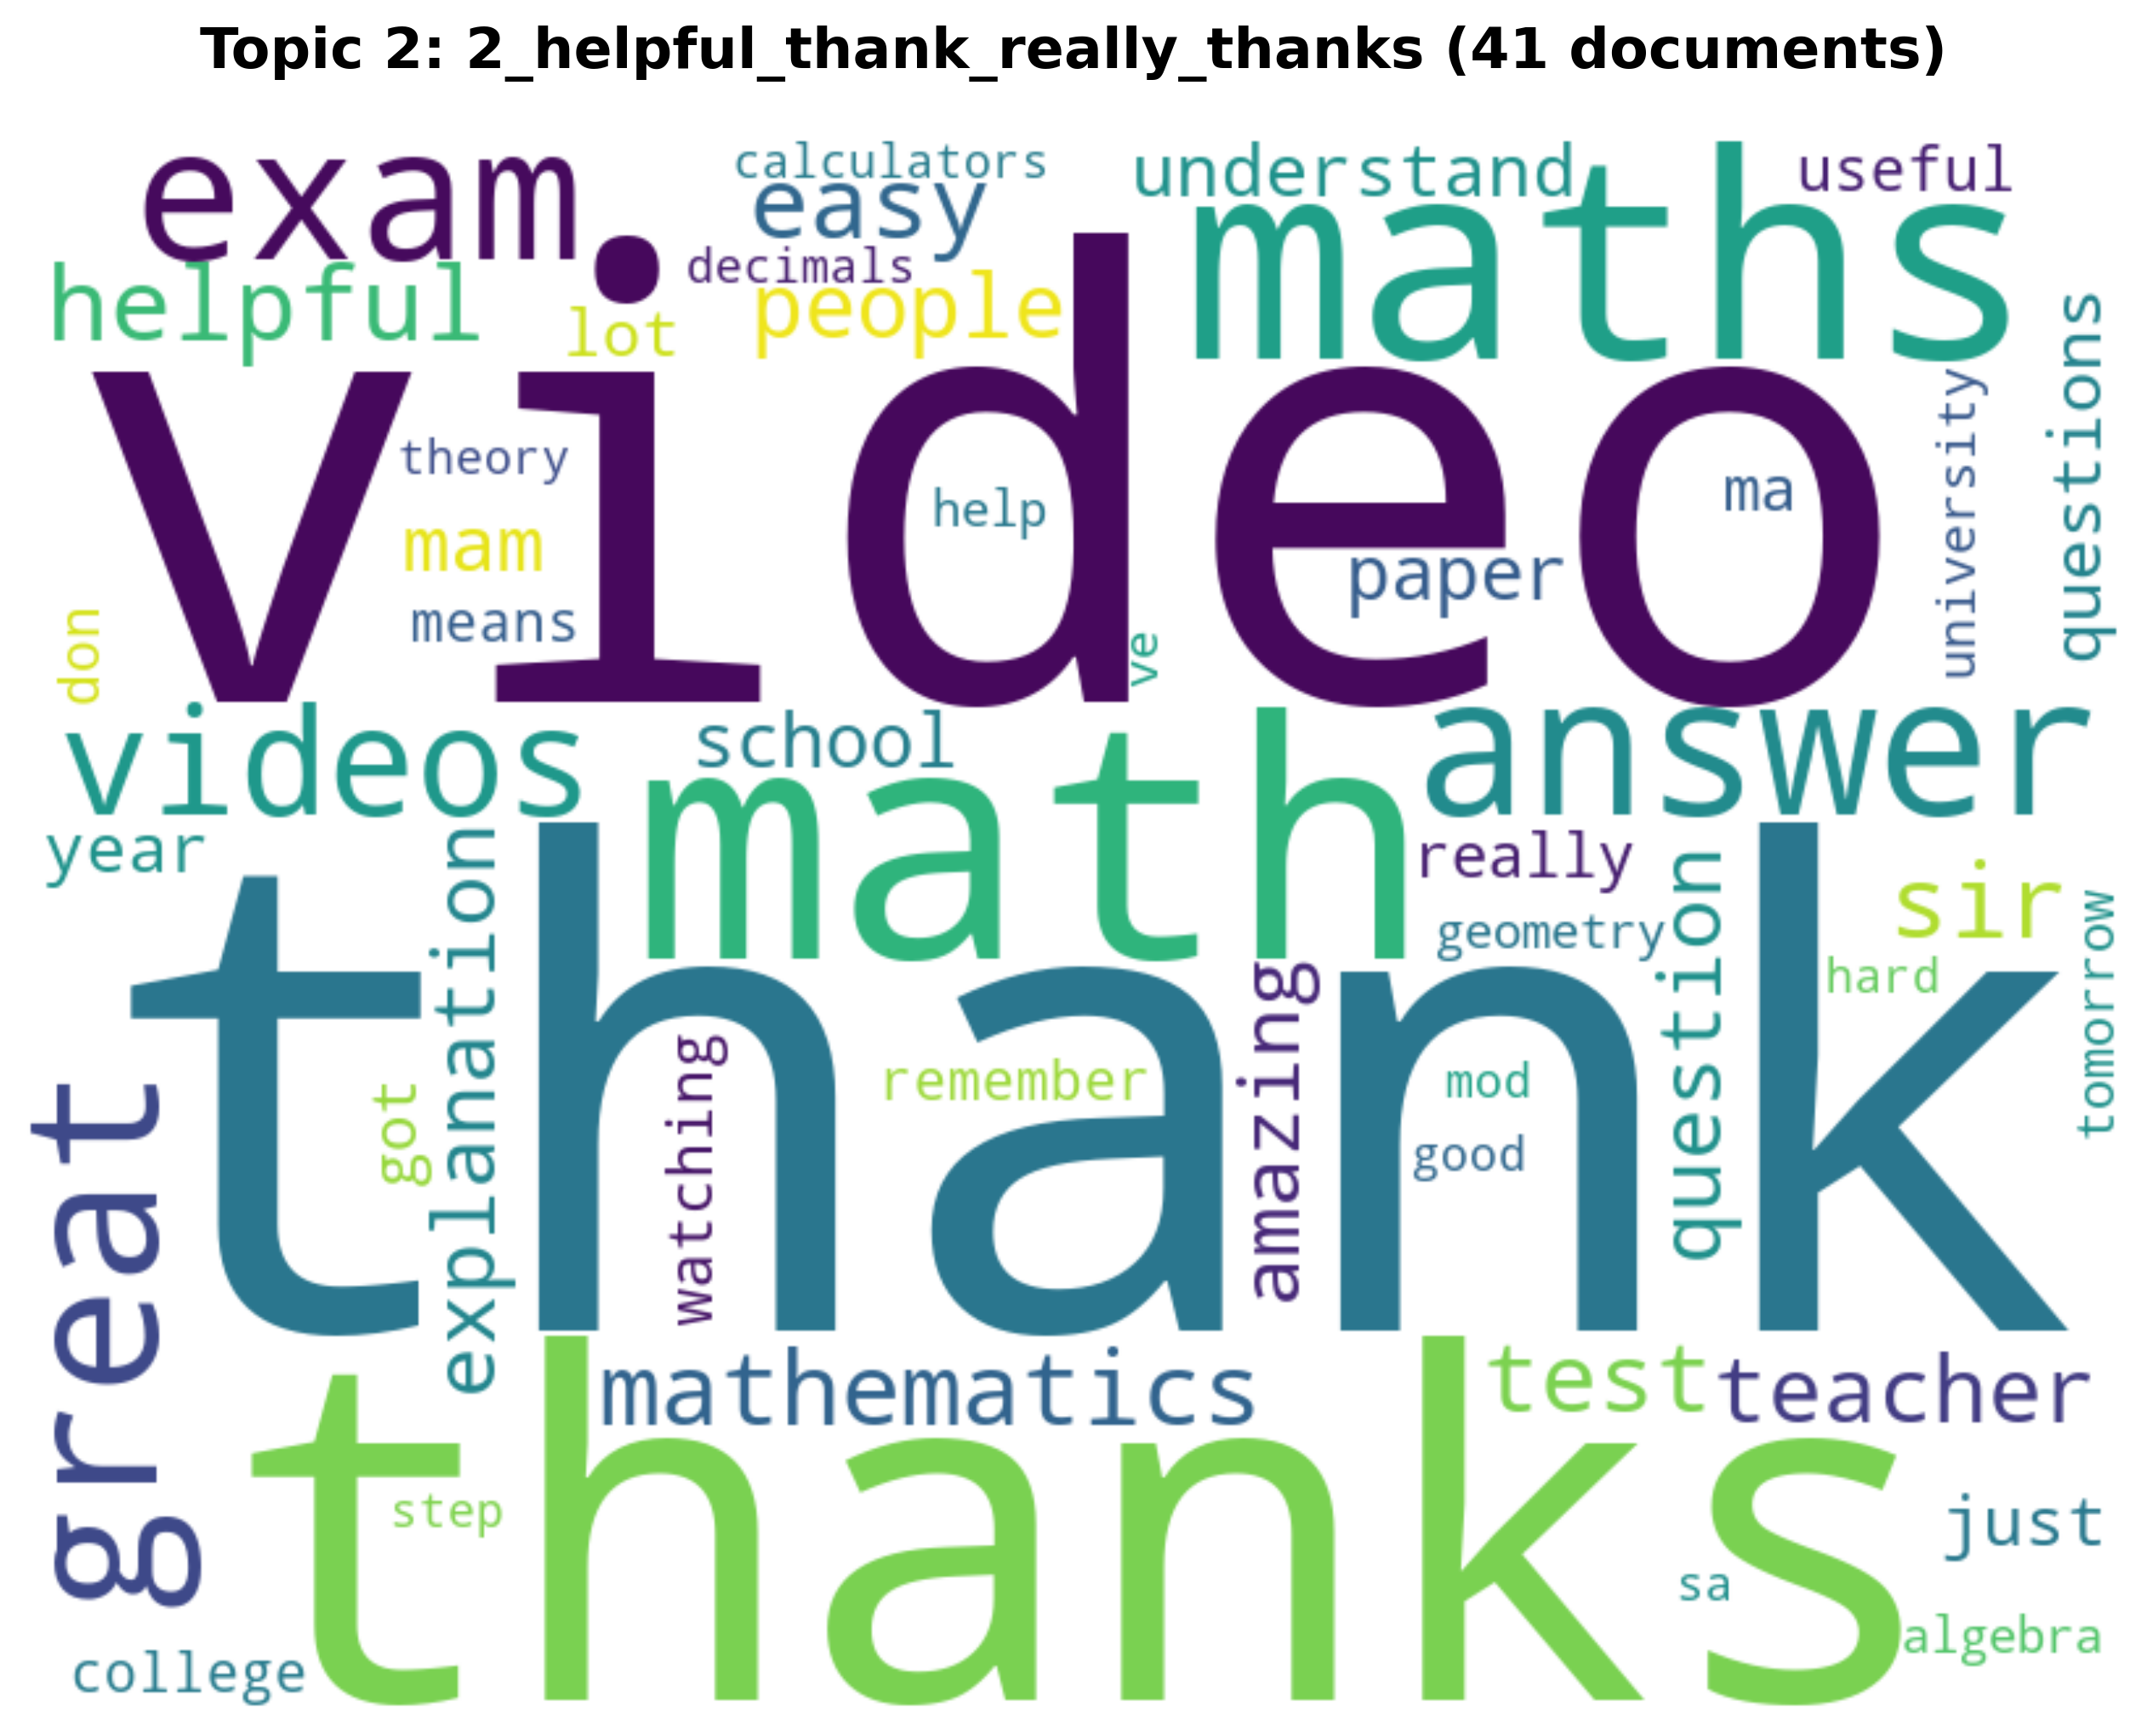 Topic 2: 2_helpful_thank_really_thanks (41 documents)
exam
calculators
easy
understand
useful
maths
helpful
lot
decimals
people
video
theory
mam
means
help
ma
paper
ve
don
university
questions
videos
school
answer
math
year
really
explanation
geometry
question
sir
hard
tomorrow
thank
got
watching
remember
amazing
mod
good
great
mathematics
test
teacher
thanks
step
just
sa
algebra
college